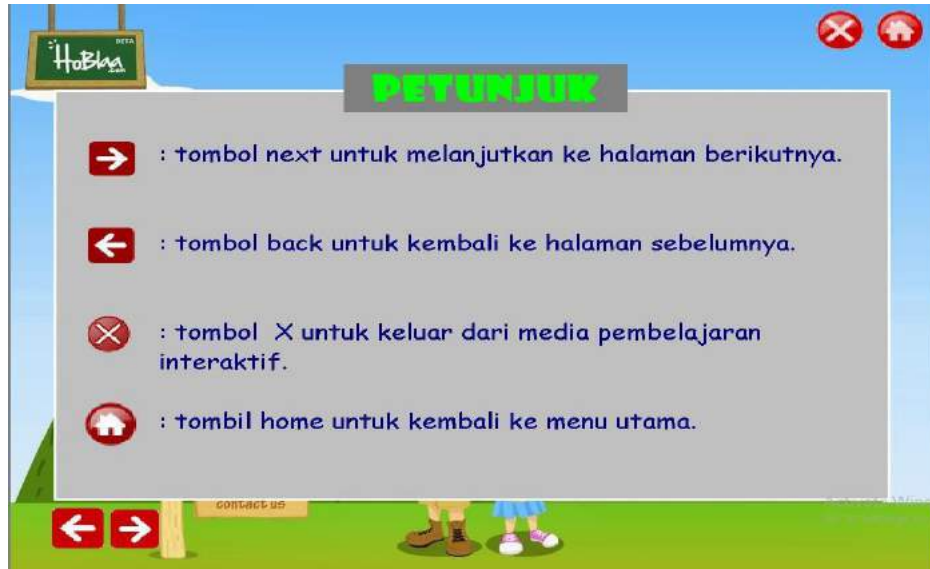 BETA
HoBlag
PETUNJUK
: tombol next untuk melanjutkan ke halaman berikutnya.
: tombol back untuk kembali ke halaman sebelumnya.
: tombol X untuk keluar dari media pembelajaran
interaktif.
: tombil home untuk kembali ke menu utama.
contact us